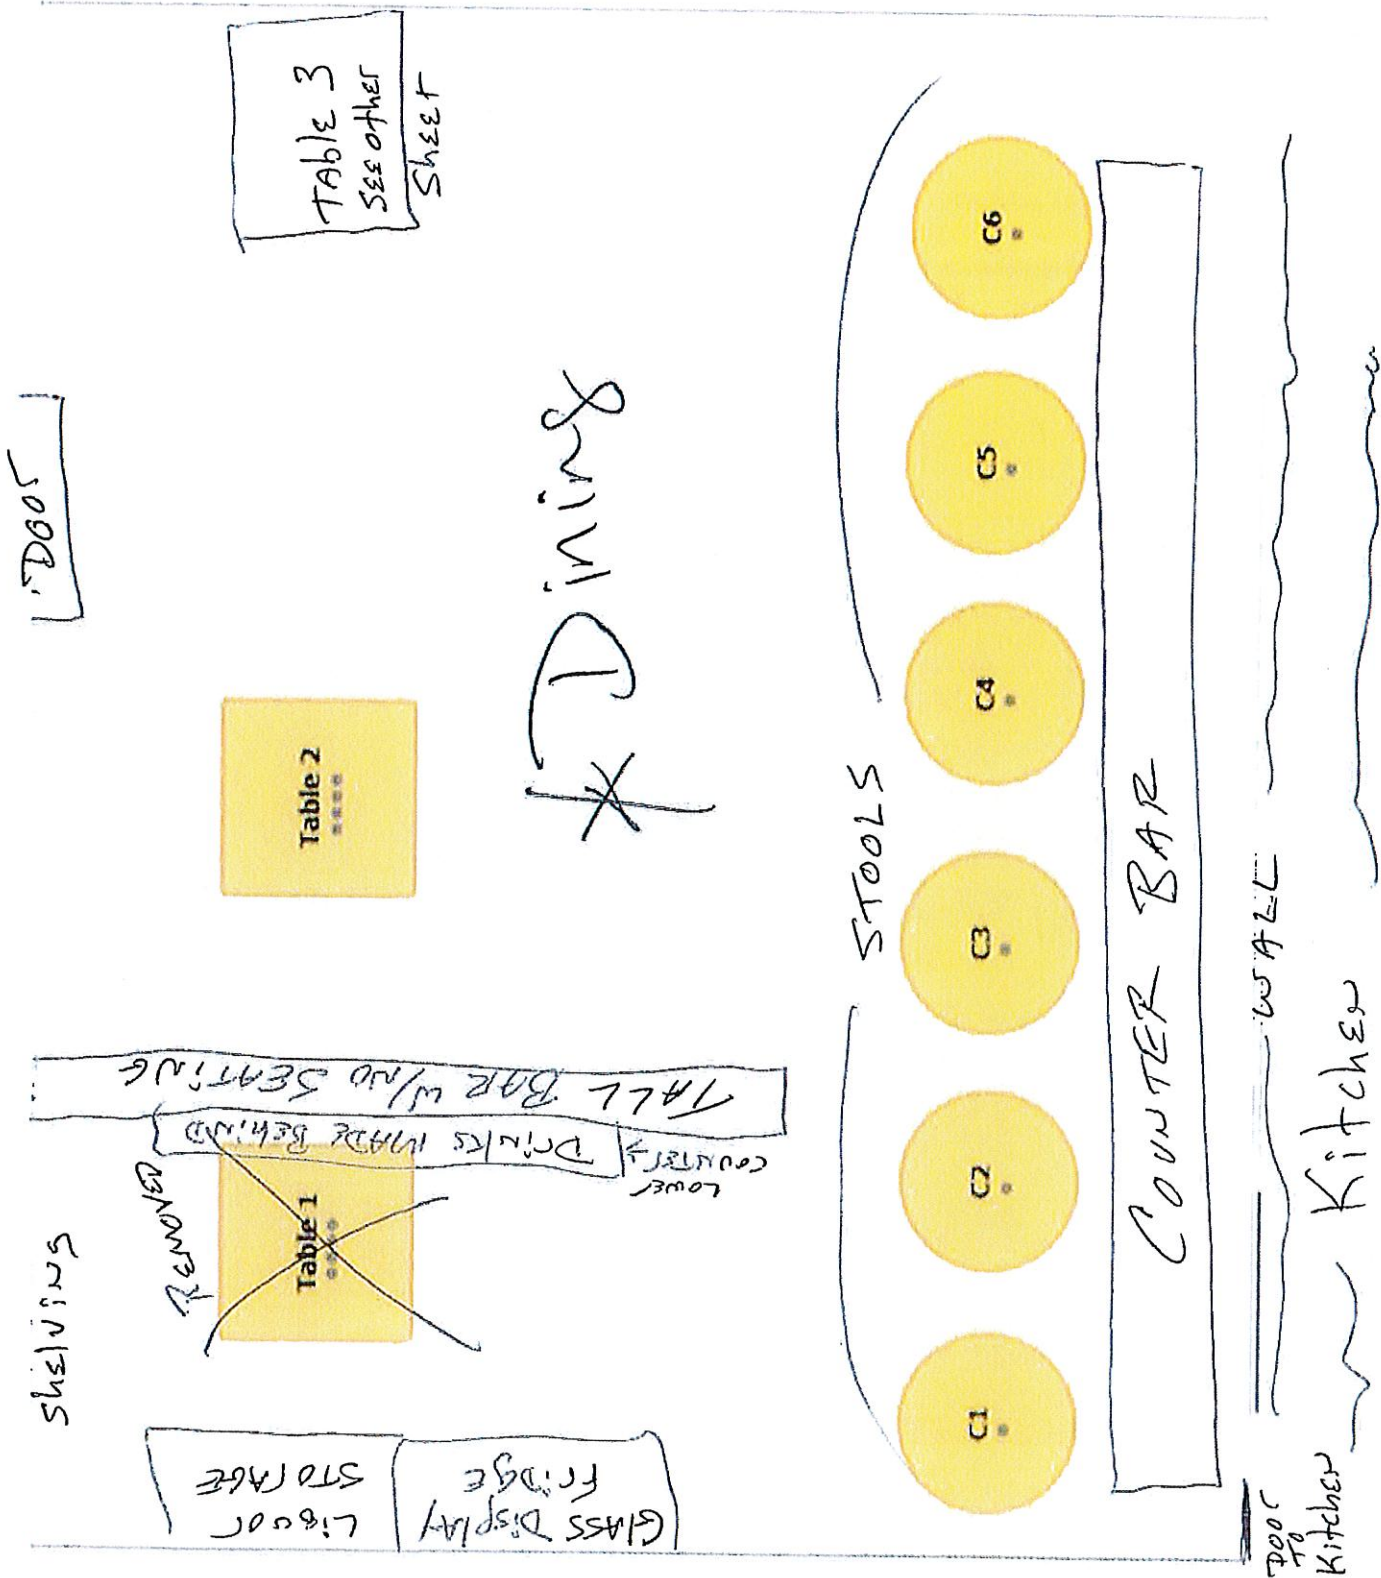 Shelving
'Door
REMOVED
Table 1
Table 2
TAble 3
SEE other
ShEEt
LiquOr
STORAGE
GlASS DisplAy
FriDgE
TALL BAR W/NO SEATiNG
DriNks MADE BEHiND
LOWEr
COUNTEr
* Dining
STOOLS
C1
C2
C3
C4
C5
C6
COUNTER BAR
WALL
DOOr
TO
KitchEN
KitchEN